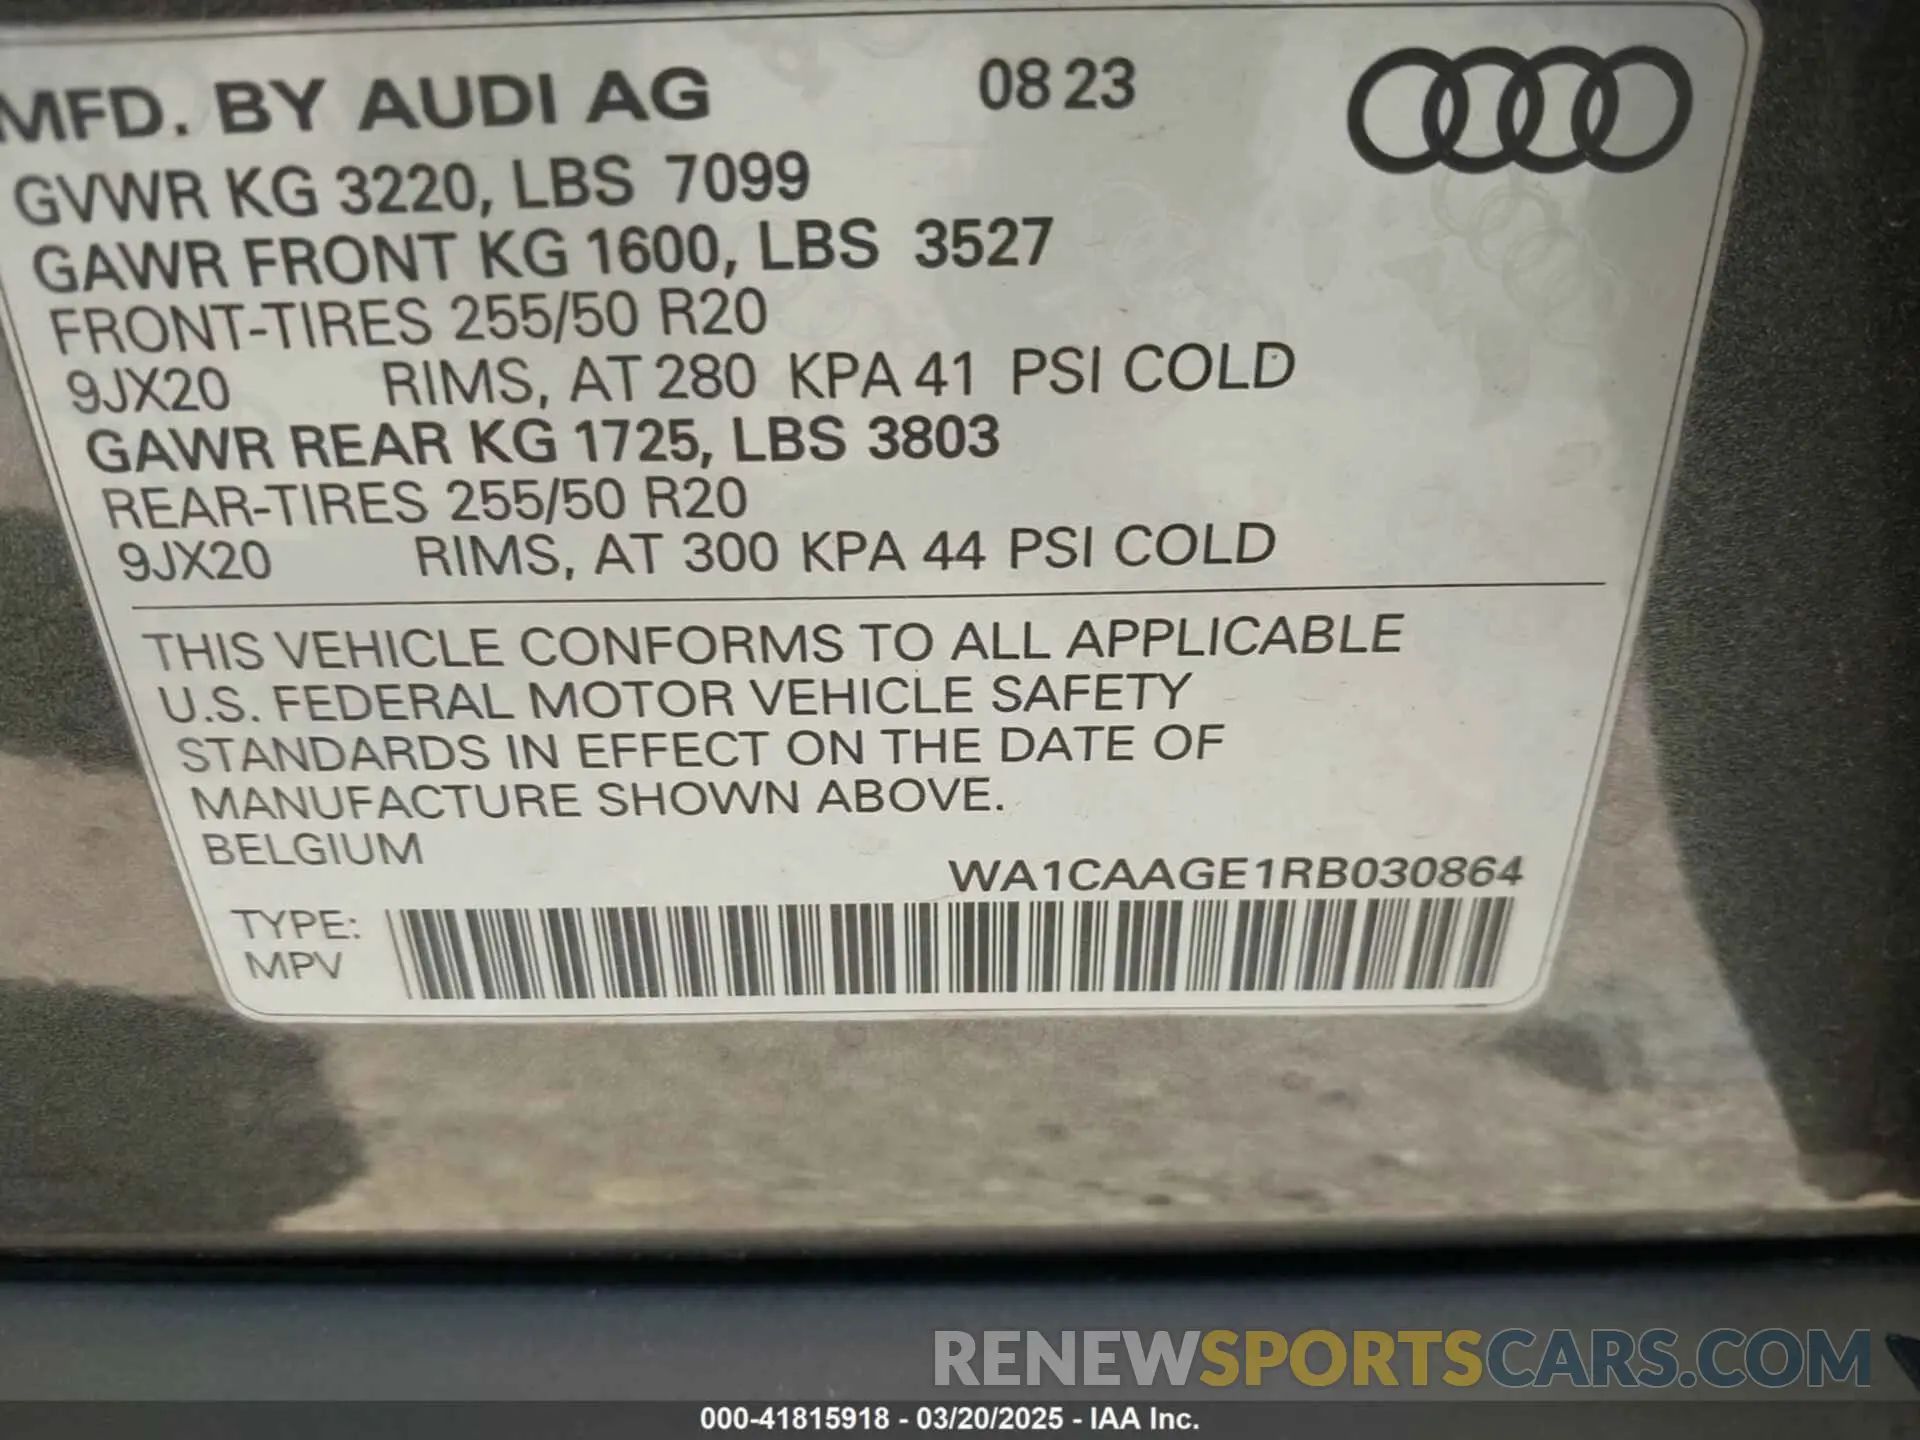 MFD. BY AUDI AG 08 23
GVWR KG 3220, LBS 7099
GAWR FRONT KG 1600, LBS 3527
FRONT-TIRES 255/50 R20
9JX20 RIMS, AT 280 KPA 41 PSI COLD
GAWR REAR KG 1725, LBS 3803
REAR-TIRES 255/50 R20
9JX20 RIMS, AT 300 KPA 44 PSI COLD
THIS VEHICLE CONFORMS TO ALL APPLICABLE
U.S. FEDERAL MOTOR VEHICLE SAFETY
STANDARDS IN EFFECT ON THE DATE OF
MANUFACTURE SHOWN ABOVE.
BELGIUM
WA1CAAGE1RB030864
TYPE:
MPV
RENEWSPORTSCARS.COM
000-41815918 - 03/20/2025 - IAA Inc.